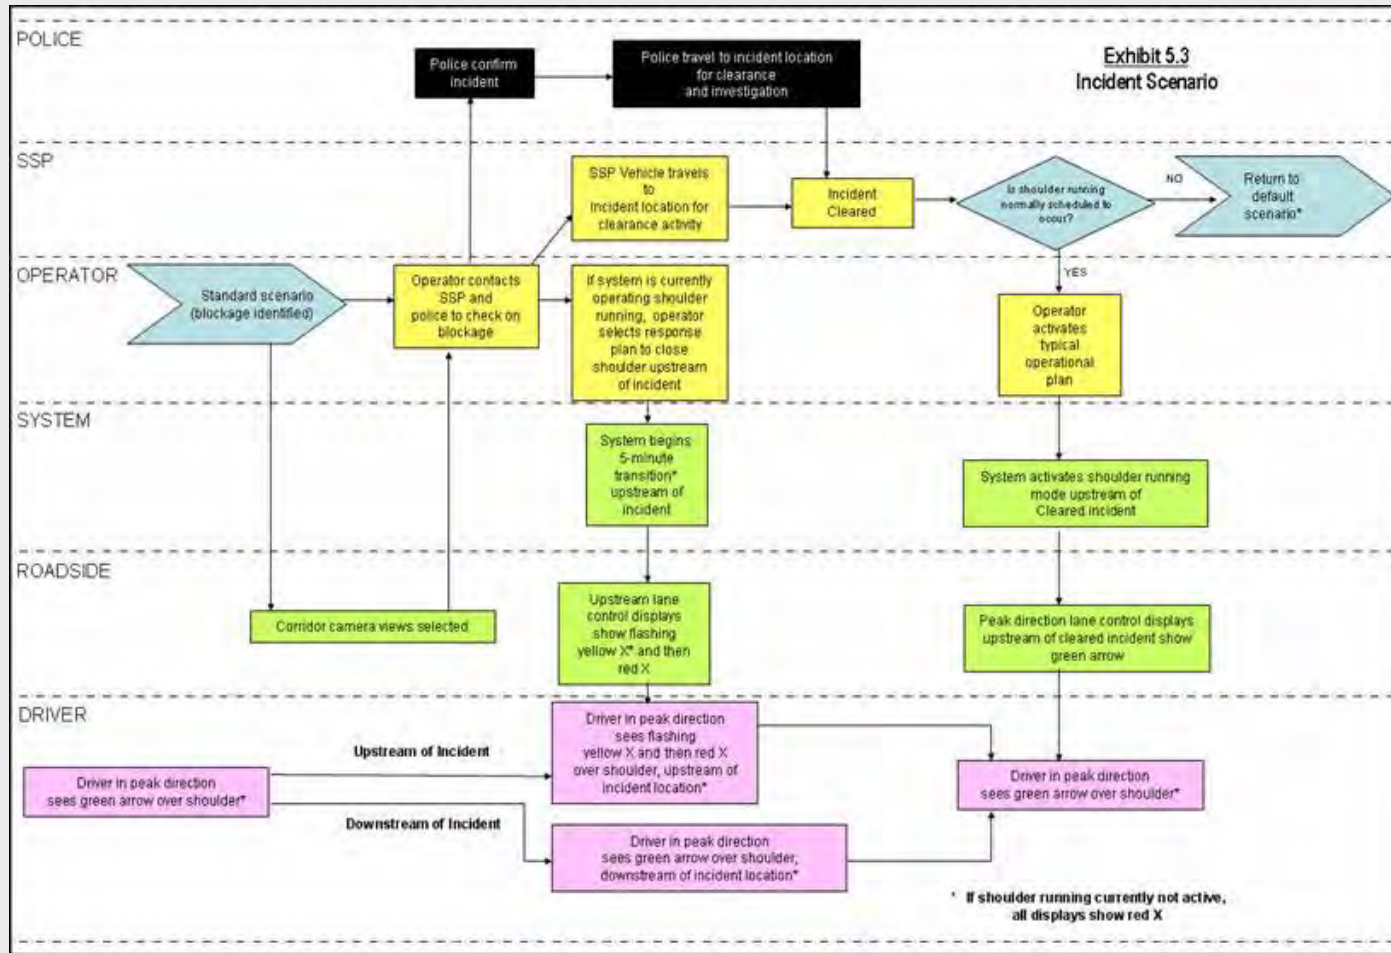 POLICE
Police confirm
incident
Police travel to incident location
for clearance
and investigation
Exhibit 5.3
Incident Scenario
SSP
SSP Vehicle travels
to
Incident location for
clearance activity
Incident
Cleared
Is shoulder running
normally scheduled to
occur?
NO
Return to
default
scenario*
YES
OPERATOR
Standard scenario
(blockage identified)
Operator contacts
SSP and
police to check on
blockage
If system is currently
operating shoulder
running, operator
selects response
plan to close
shoulder upstream
of incident
Operator
activates
typical
operational
plan
SYSTEM
System begins
5-minute
transition*
upstream of
incident
System activates shoulder running
mode upstream of
Cleared incident
ROADSIDE
Corridor camera views selected
Upstream lane
control displays
show flashing
yellow X* and then
red X
Peak direction lane control displays
upstream of cleared incident show
green arrow
DRIVER
Driver in peak direction
sees green arrow over shoulder*
Upstream of Incident
Downstream of Incident
Driver in peak direction
sees flashing
yellow X and then red X
over shoulder, upstream of
incident location*
Driver in peak direction
sees green arrow over shoulder,
downstream of incident location*
Driver in peak direction
sees green arrow over shoulder*
* If shoulder running currently not active,
all displays show red X